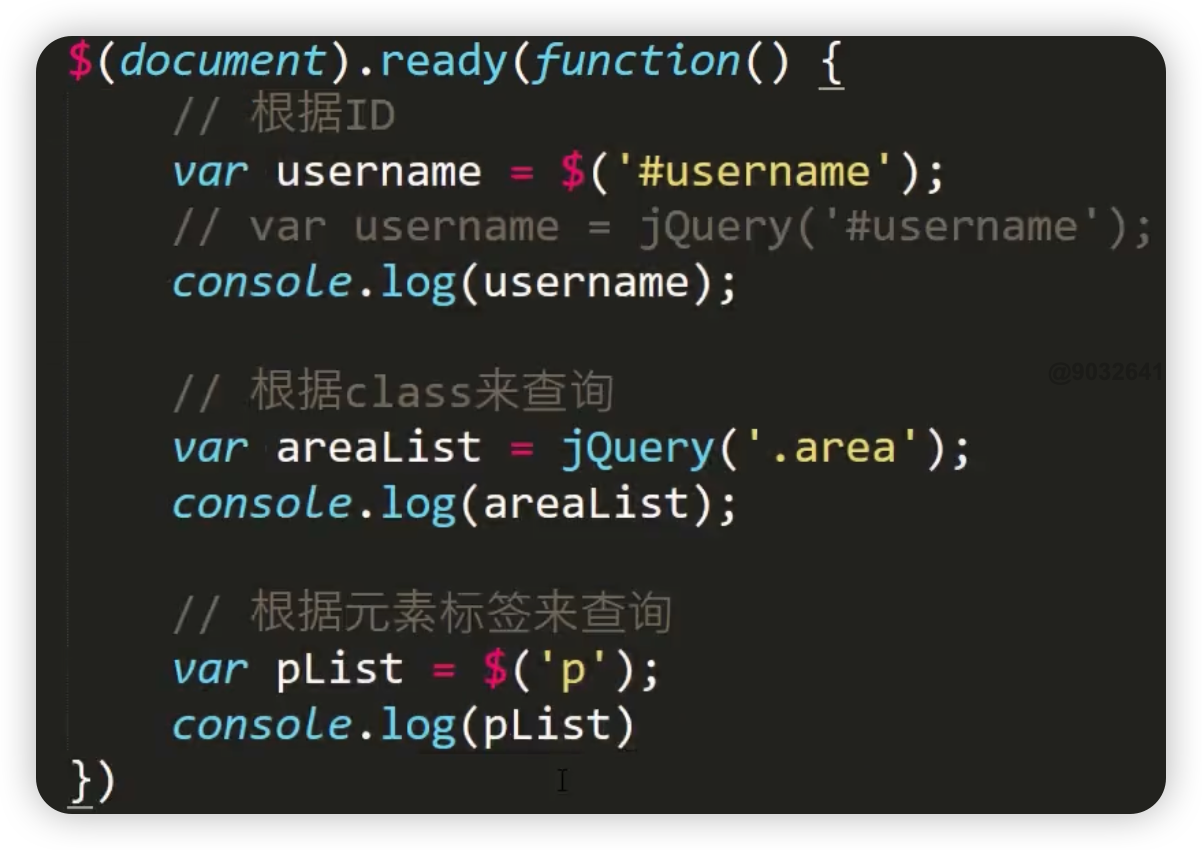 $(document).ready(function() {
// 根据ID
var username = $('#username');
// var username = jQuery('#username');
console.log(username);
// 根据class来查询
@9032641
var areaList = jQuery('.area');
console.log(areaList);
// 根据元素标签来查询
var pList = $('p');
console.log(pList)
})